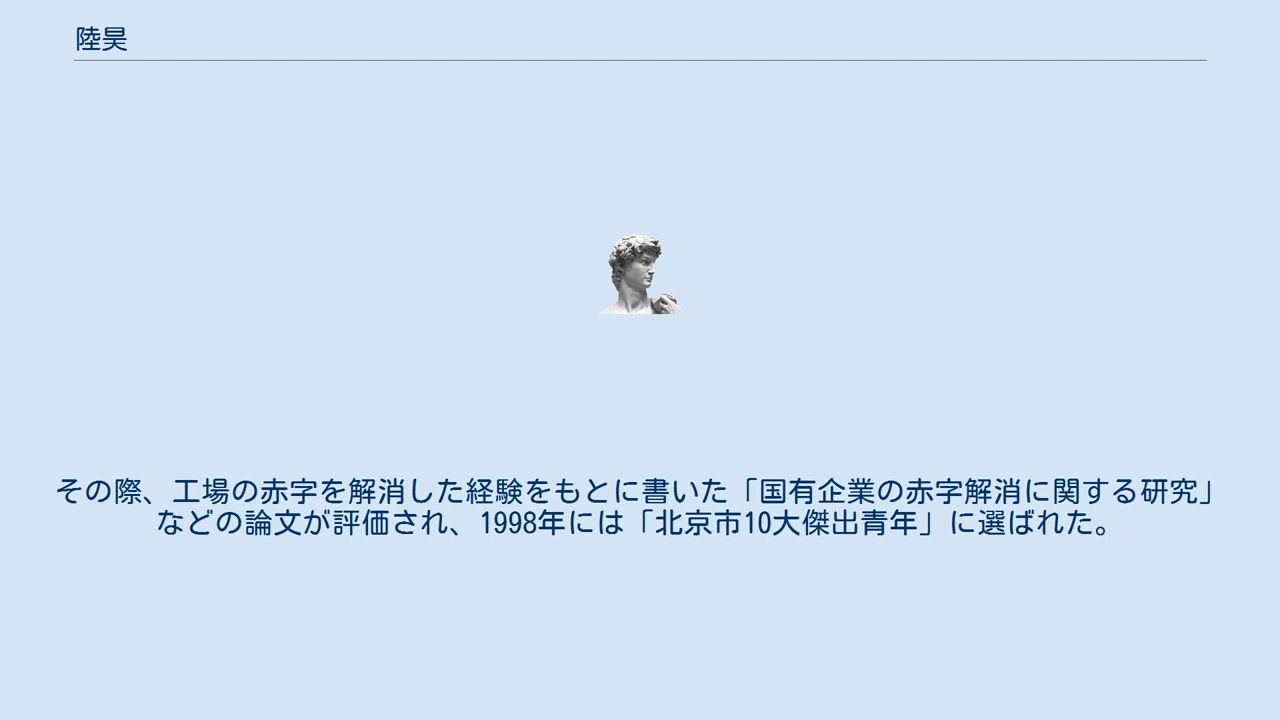 陸昊
その際、工場の赤字を解消した経験をもとに書いた「国有企業の赤字解消に関する研究」
などの論文が評価され、1998年には「北京市10大傑出青年」に選ばれた。